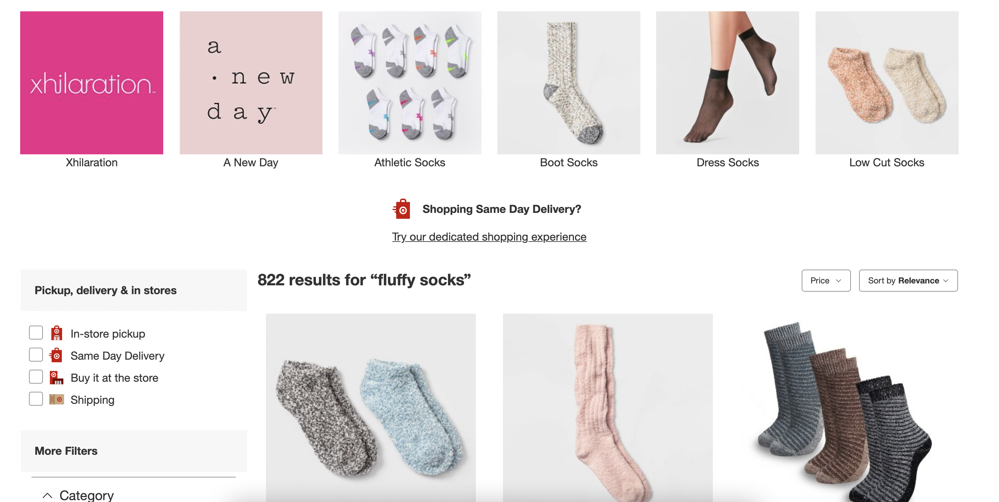 xhilaration™
a
· new
day™
Xhilaration
A New Day
Athletic Socks
Boot Socks
Dress Socks
Low Cut Socks
Shopping Same Day Delivery?
Try our dedicated shopping experience
Pickup, delivery & in stores
In-store pickup
Same Day Delivery
Buy it at the store
Shipping
More Filters
Category
822 results for “fluffy socks”
Price
Sort by Relevance